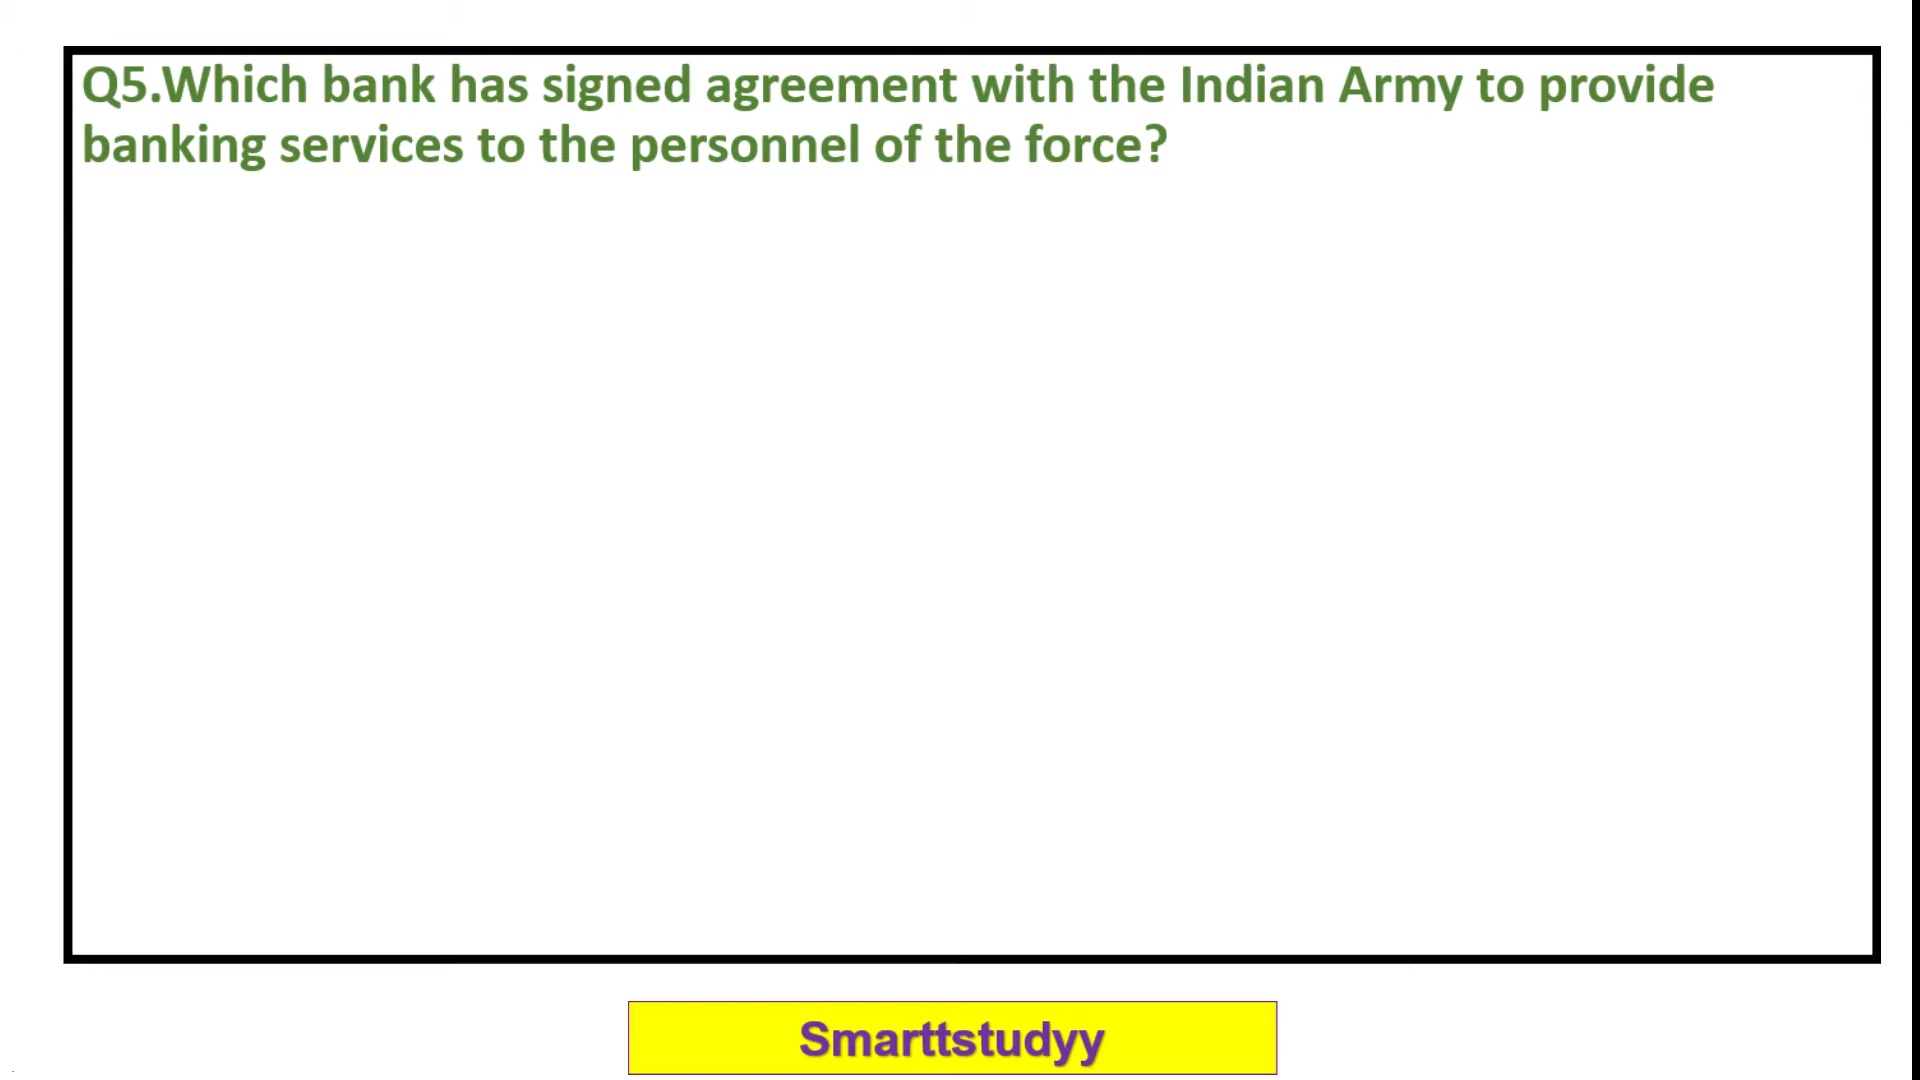 Q5.Which bank has signed agreement with the Indian Army to provide
banking services to the personnel of the force?
Smarttstudyy